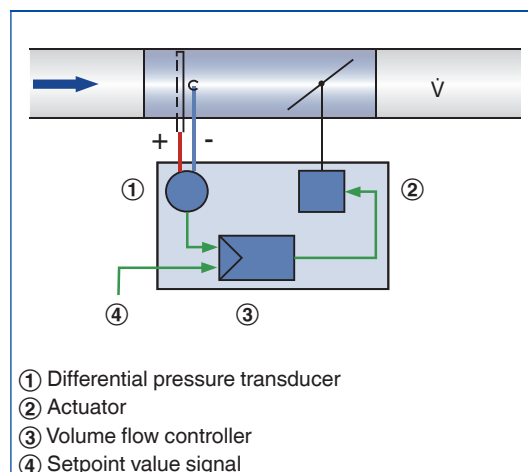 V̇
+ -
①
②
④
③
① Differential pressure transducer
② Actuator
③ Volume flow controller
④ Setpoint value signal